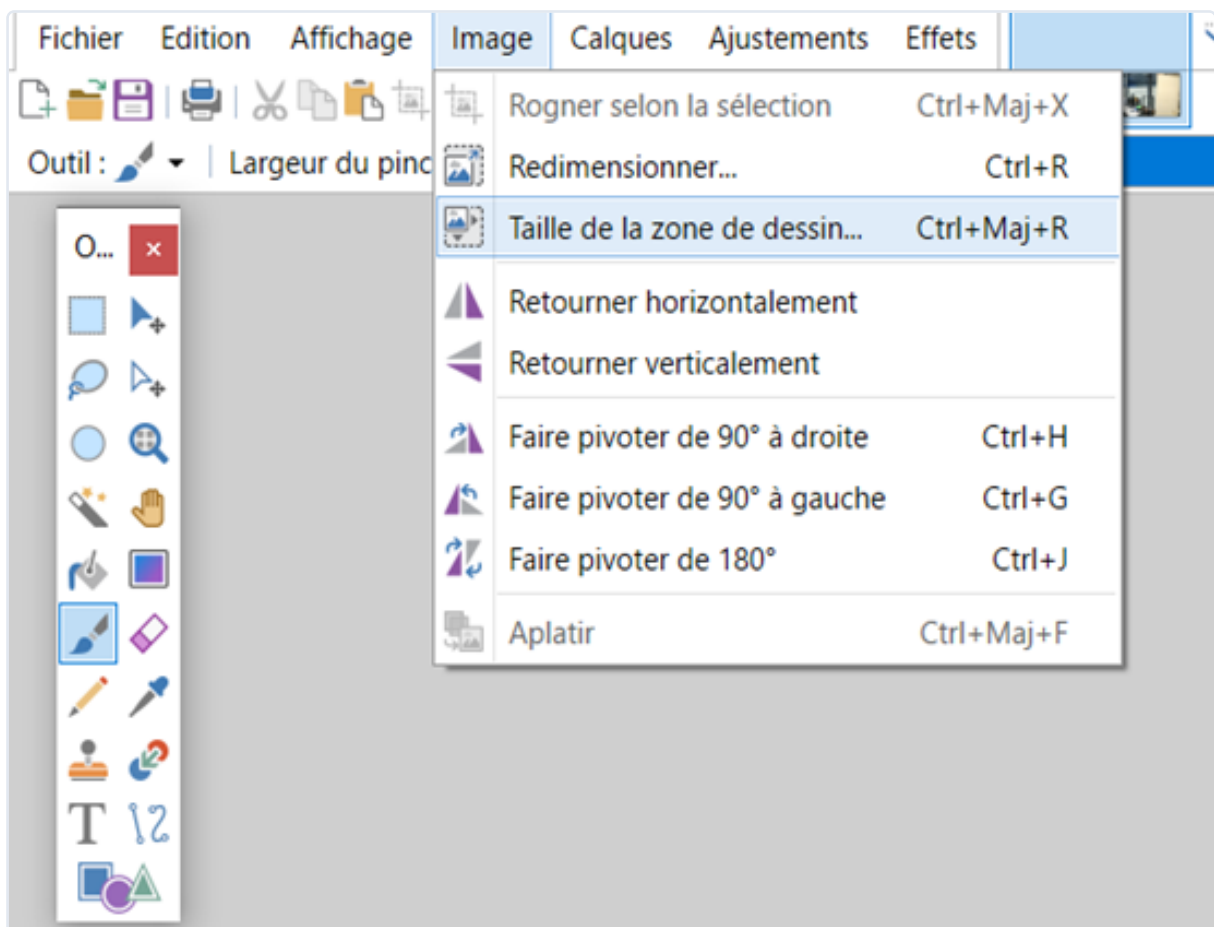 Fichier Edition Affichage Image Calques Ajustements Effets
Rogner selon la sélection Ctrl+Maj+X
Outil : Largeur du pinc
Redimensionner... Ctrl+R
Taille de la zone de dessin... Ctrl+Maj+R
O...
Retourner horizontalement
Retourner verticalement
Faire pivoter de 90° à droite Ctrl+H
Faire pivoter de 90° à gauche Ctrl+G
Faire pivoter de 180° Ctrl+J
Aplatir Ctrl+Maj+F